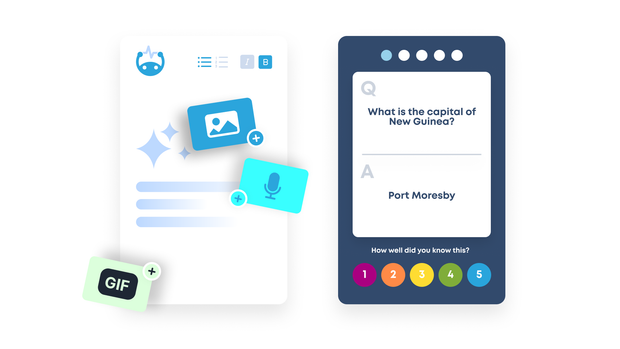 I B
GIF
Q
What is the capital of
New Guinea?
A
Port Moresby
How well did you know this?
1 2 3 4 5